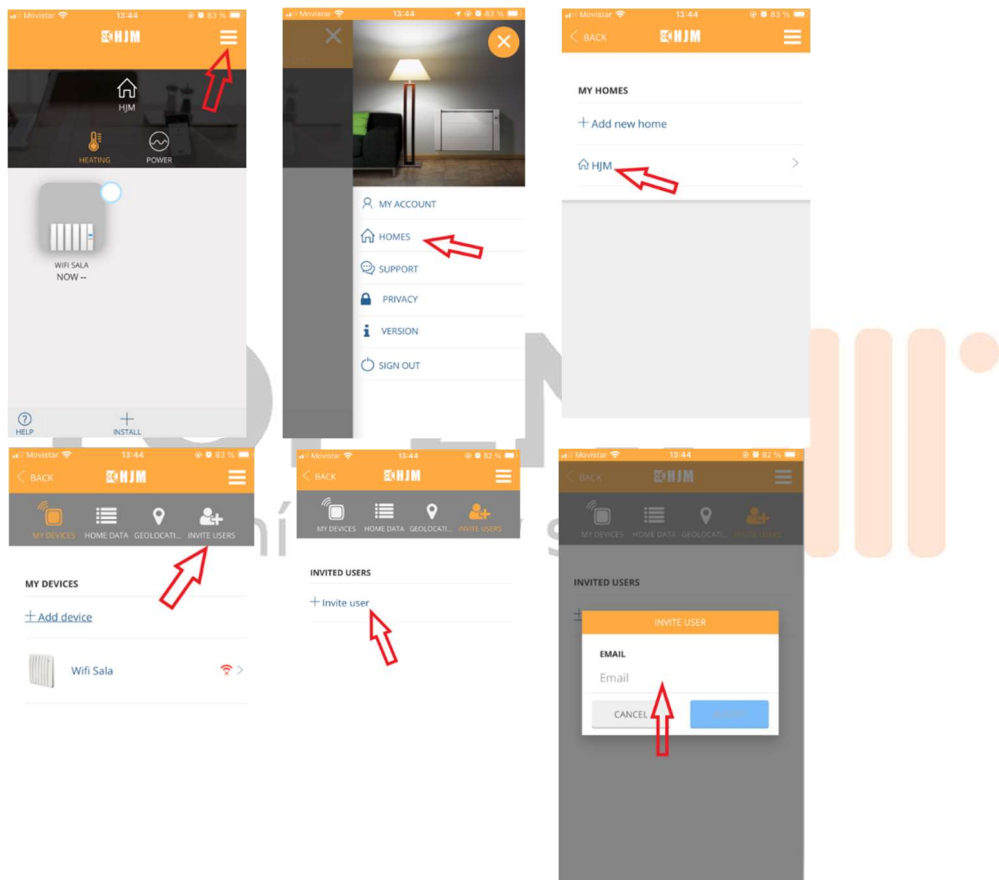 Movistar 13:44 83 %
HJM
HJM
HEATING POWER
WIFI SALA
NOW --
HELP INSTALL
Movistar 13:44 83 %
MY ACCOUNT
HOMES
SUPPORT
PRIVACY
VERSION
SIGN OUT
Movistar 13:44 83 %
BACK HJM
MY HOMES
+ Add new home
HJM
Movistar 13:44 83 %
BACK HJM
MY DEVICES HOME DATA GEOLOCATI... INVITE USERS
MY DEVICES
+ Add device
Wifi Sala
Movistar 13:44 82 %
BACK HJM
MY DEVICES HOME DATA GEOLOCATI... INVITE USERS
INVITED USERS
+ Invite user
Movistar 13:44 82 %
BACK HJM
MY DEVICES HOME DATA GEOLOCATI... INVITE USERS
INVITED USERS
INVITE USER
EMAIL
Email
CANCEL